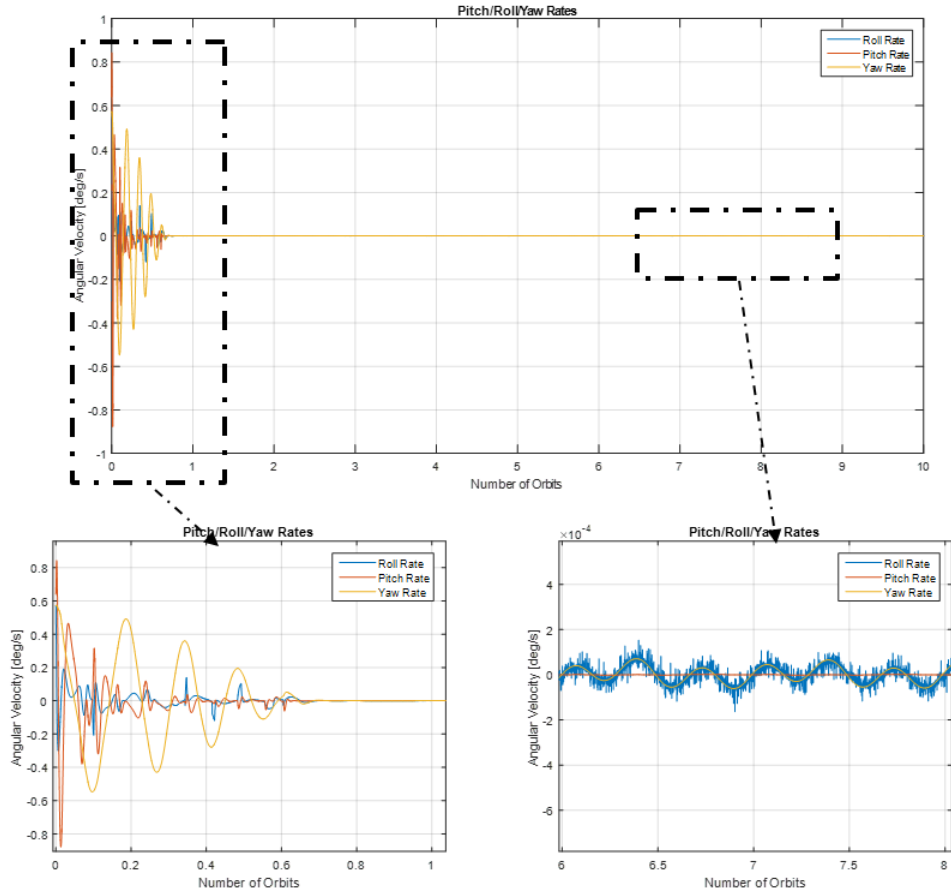 Pitch/Roll/Yaw Rates
1
0.8
0.6
0.4
0.2
0
-0.2
-0.4
-0.6
-0.8
-1
Angular Velocity [deg/s]
Roll Rate
Pitch Rate
Yaw Rate
0 1 2 3 4 5 6 7 8 9 10
Number of Orbits
Pitch/Roll/Yaw Rates
0.8
0.6
0.4
0.2
0
-0.2
-0.4
-0.6
-0.8
Angular Velocity [deg/s]
Roll Rate
Pitch Rate
Yaw Rate
0 0.2 0.4 0.6 0.8 1
Number of Orbits
×10⁻⁴
Pitch/Roll/Yaw Rates
4
2
0
-2
-4
-6
Angular Velocity [deg/s]
Roll Rate
Pitch Rate
Yaw Rate
6 6.5 7 7.5 8
Number of Orbits